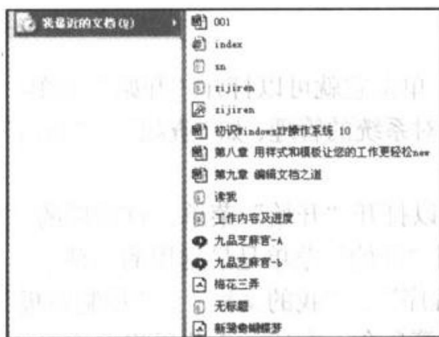 我最近的文档(D)
001
index
sn
rijiren
rijiren
初识WindowsXP操作系统 10
第八章 用样式和模板让您的工作更轻松new
第九章 编辑文档之道
读我
工作内容及进度
九品芝麻官-A
九品芝麻官-b
梅花三弄
无标题
新鸳鸯蝴蝶梦